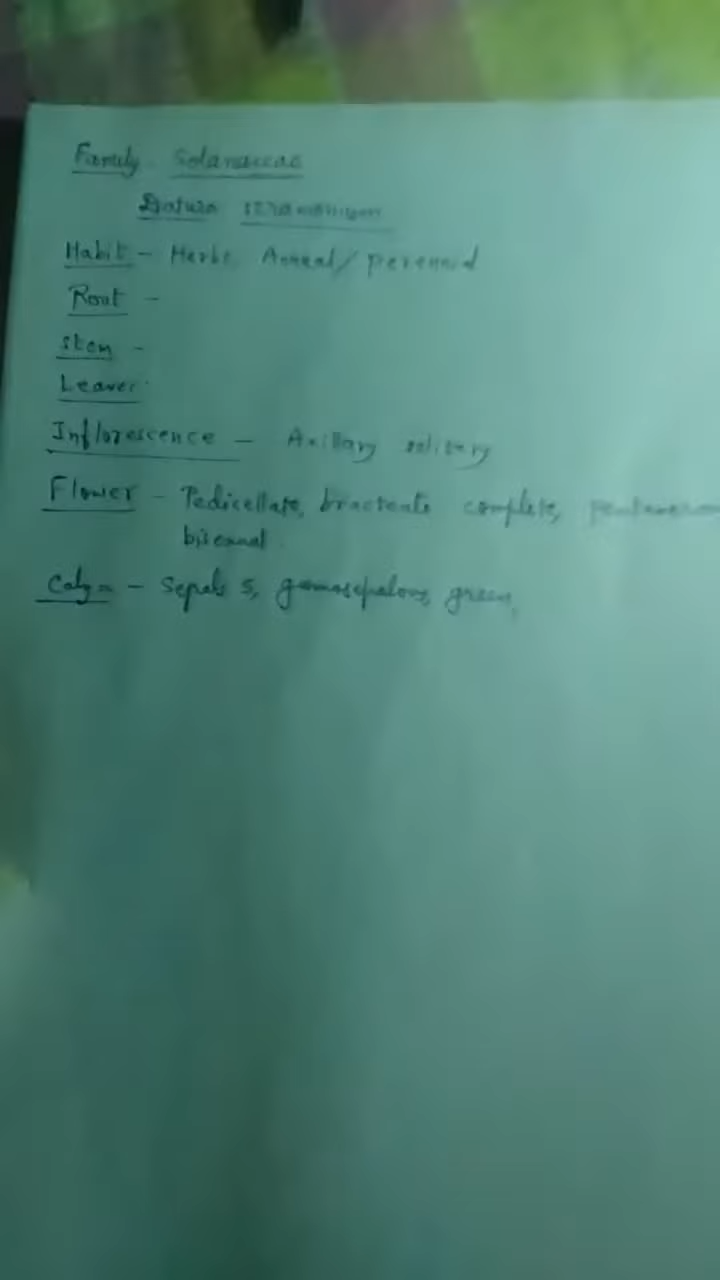 Family - Solanaceae
Datura stramonium
Habit - Herbs, Annual / perennial
Root -
Stem -
Leaves -
Inflorescence - Axillary solitary
Flower - Pedicellate, bracteate complete,
bisexual
Calyx - Sepals 5, gamosepalous, green,